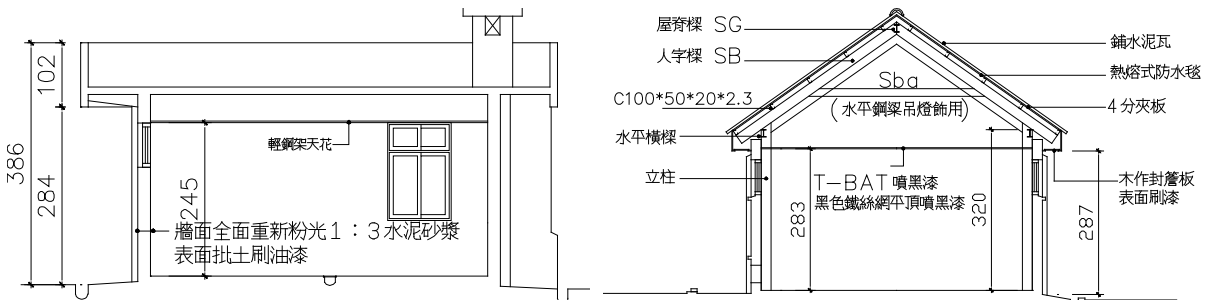 102
386
284
輕鋼架天花
245
牆面全面重新粉光1：3水泥砂漿
表面批土刷油漆
屋脊樑 SG
人字樑 SB
C100*50*20*2.3
水平橫樑
立柱
Sba
(水平鋼梁吊燈飾用)
T-BAT 噴黑漆
黑色鐵絲網平頂噴黑漆
283
320
287
鋪水泥瓦
熱熔式防水毯
4分夾板
木作封簷板
表面刷漆